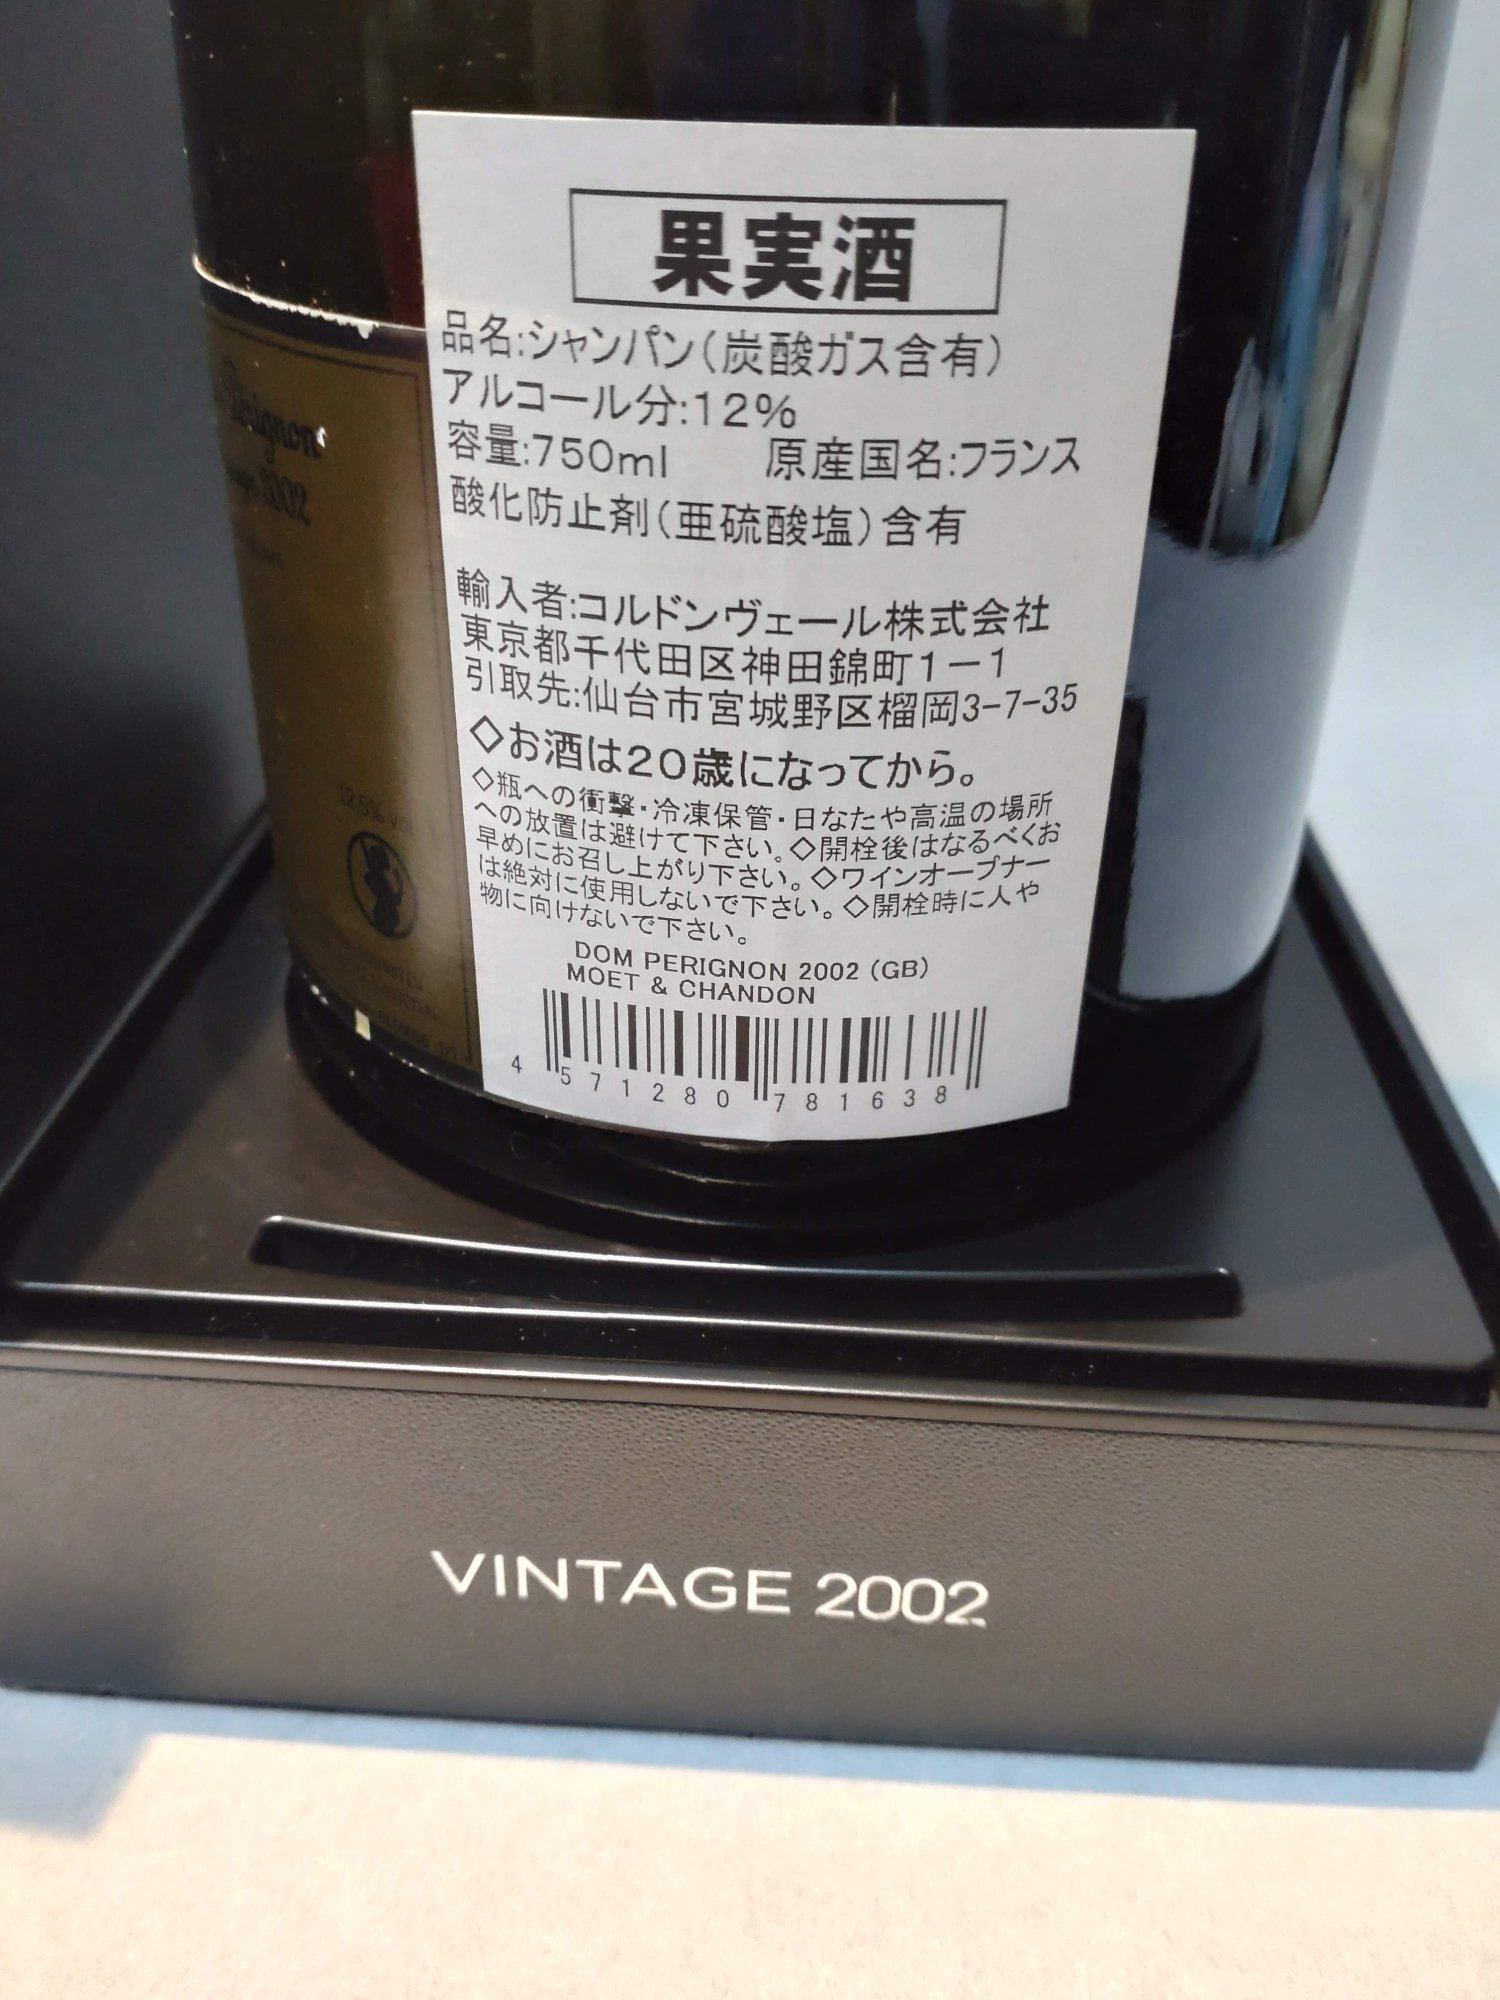 果実酒
品名:シャンパン(炭酸ガス含有)
アルコール分:12%
容量:750ml 原産国名:フランス
酸化防止剤(亜硫酸塩)含有
輸入者:コルドンヴェール株式会社
東京都千代田区神田錦町1-1
引取先:仙台市宮城野区榴岡3-7-35
◇お酒は20歳になってから。
◇瓶への衝撃・冷凍保管・日なたや高温の場所
への放置は避けて下さい。◇開栓後はなるべくお
早めにお召し上がり下さい。◇ワインオープナー
は絶対に使用しないで下さい。◇開栓時に人や
物に向けないで下さい。
DOM PERIGNON 2002 (GB)
MOET & CHANDON
4 571280 781638
Perignon
2002
12.5% vol
VINTAGE 2002